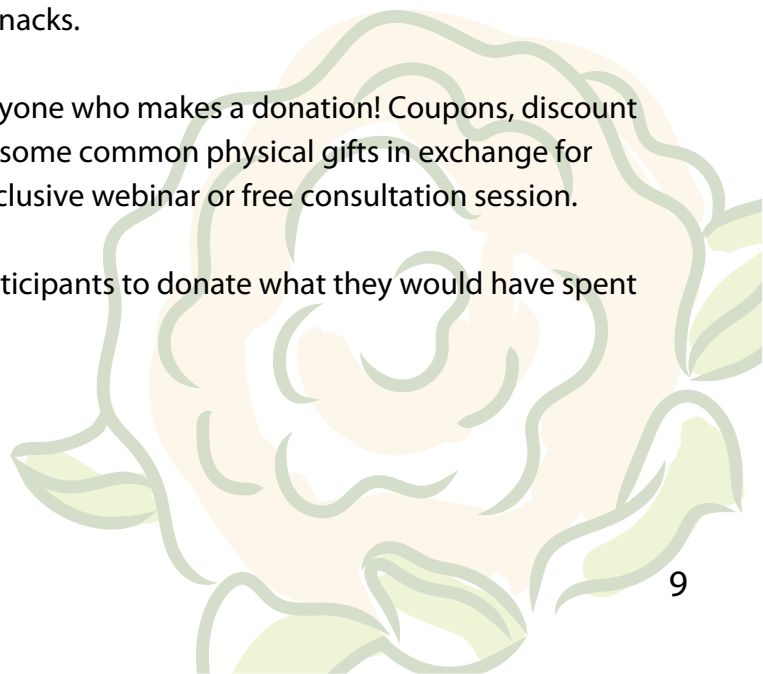 nacks.
yone who makes a donation! Coupons, discount
some common physical gifts in exchange for
clusive webinar or free consultation session.
ticipants to donate what they would have spent
9